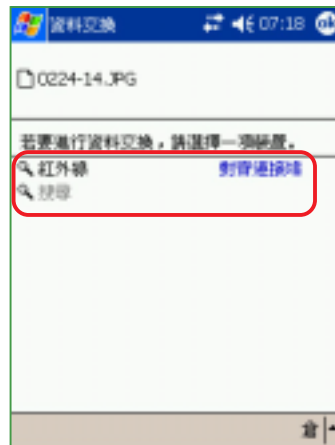 資料交換 07:18 ok
0224-14.JPG
若要進行資料交換，請選擇一項裝置。
紅外線 對齊連接埠
搜尋
倉